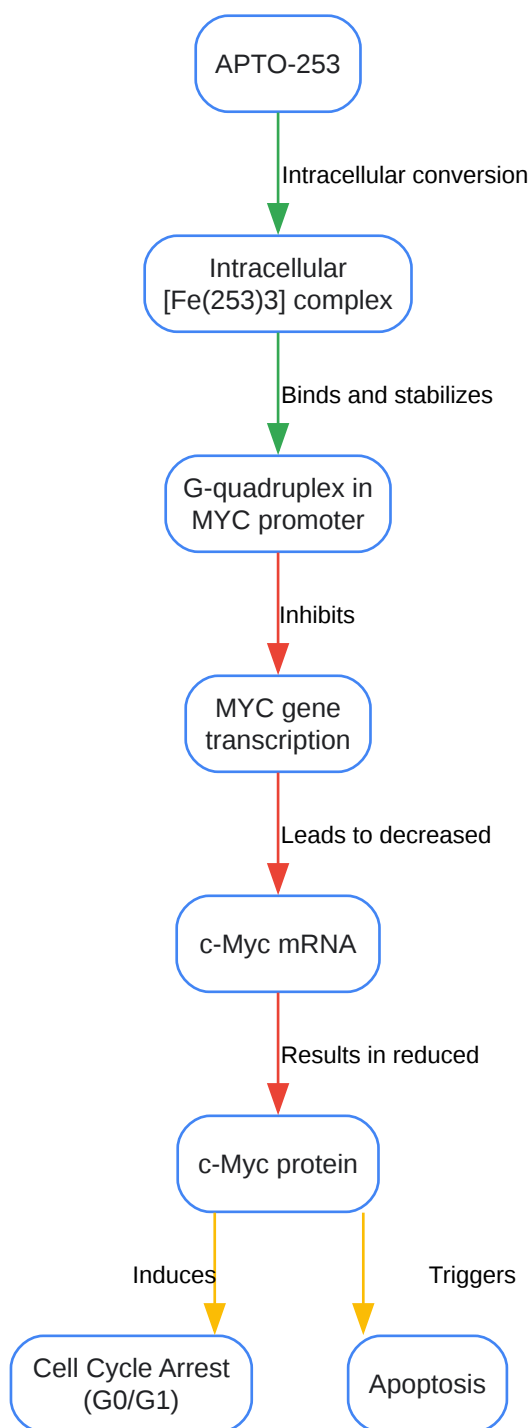 APTO-253
Intracellular conversion
Intracellular
[Fe(253)3] complex
Binds and stabilizes
G-quadruplex in
MYC promoter
Inhibits
MYC gene
transcription
Leads to decreased
c-Myc mRNA
Results in reduced
c-Myc protein
Induces
Triggers
Cell Cycle Arrest
(G0/G1)
Apoptosis